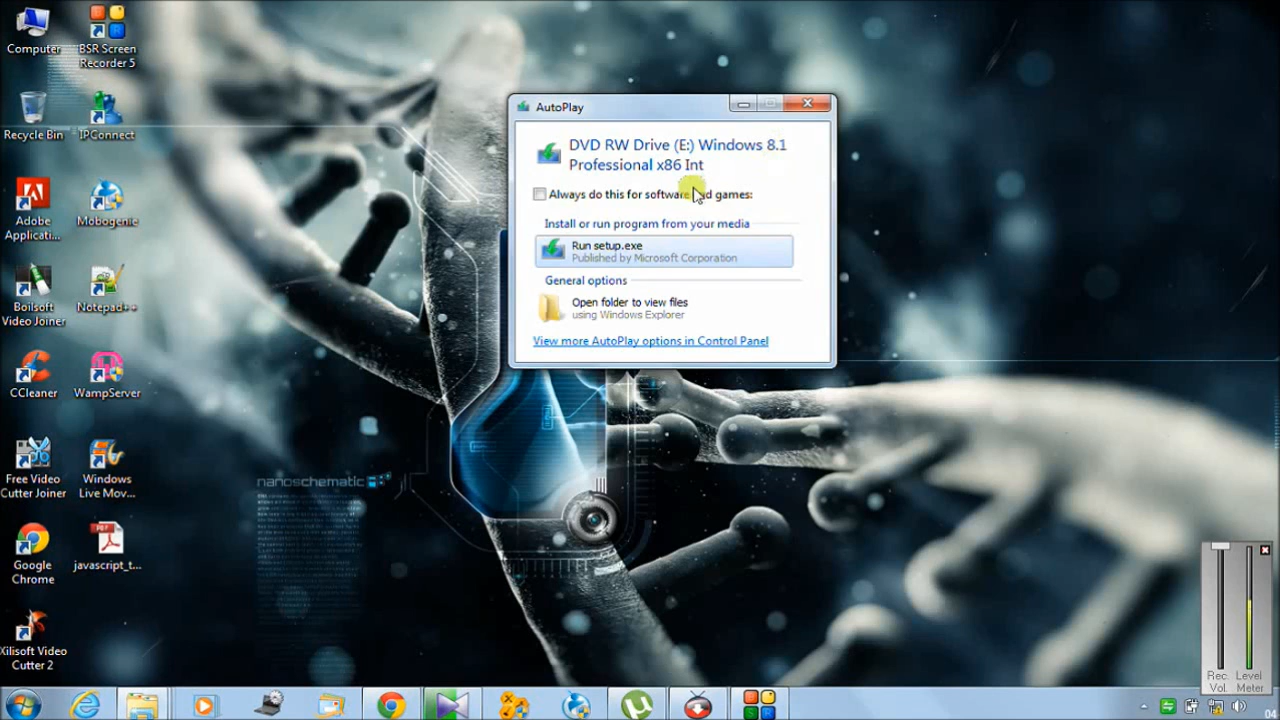 Computer
BSR Screen
Recorder 5
Recycle Bin
IPConnect
Adobe
Applicati...
Mobogenie
Boilsoft
Video Joiner
Notepad++
CCleaner
WampServer
Free Video
Cutter Joiner
Windows
Live Mov...
Google
Chrome
PDF
javascript_t...
Xilisoft Video
Cutter 2
AutoPlay
DVD RW Drive (E:) Windows 8.1
Professional x86 Int
Always do this for software and games:
Install or run program from your media
Run setup.exe
Published by Microsoft Corporation
General options
Open folder to view files
using Windows Explorer
View more AutoPlay options in Control Panel
nanoschematic
Rec. Level
Vol. Meter
04